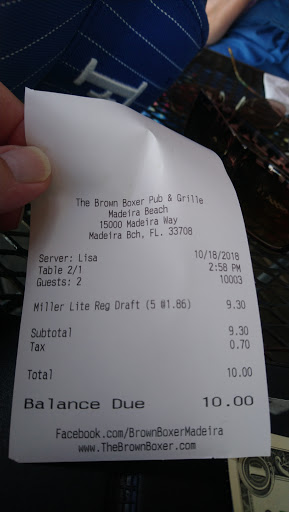 The Brown Boxer Pub & Grille
Madeira Beach
15000 Madeira Way
Madeira Bch, FL. 33708
Server: Lisa 10/18/2018
Table 2/1 2:58 PM
Guests: 2 10003
Miller Lite Reg Draft (5 @1.86) 9.30
Subtotal 9.30
Tax 0.70
Total 10.00
Balance Due 10.00
Facebook.com/BrownBoxerMadeira
www.TheBrownBoxer.com